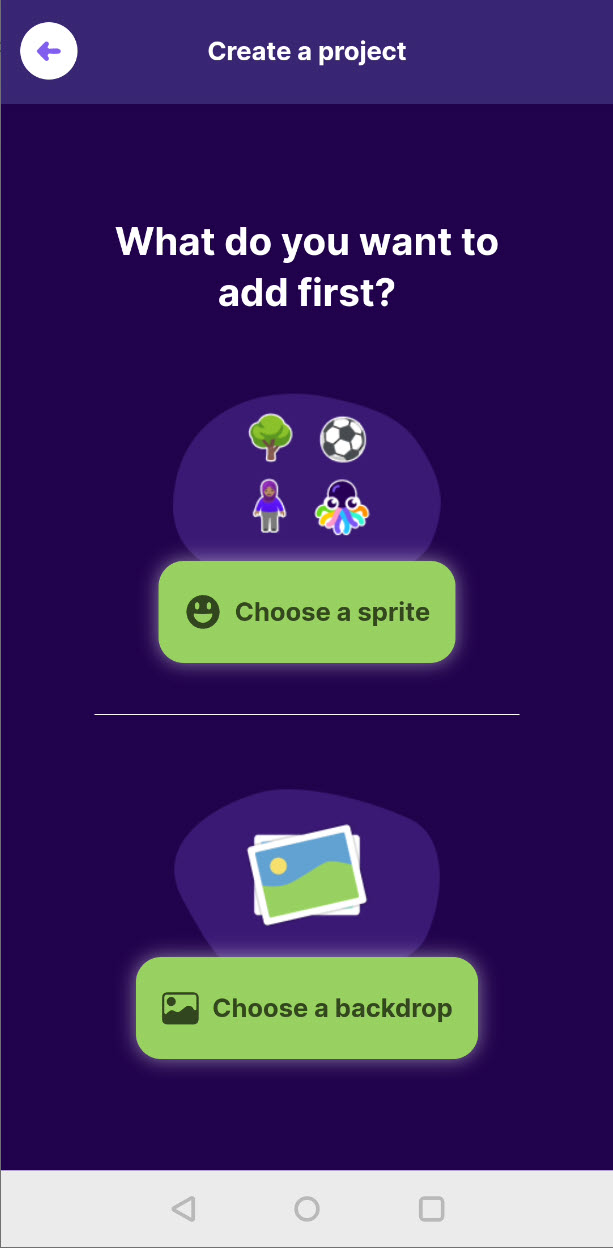 Create a project
What do you want to
add first?
Choose a sprite
Choose a backdrop